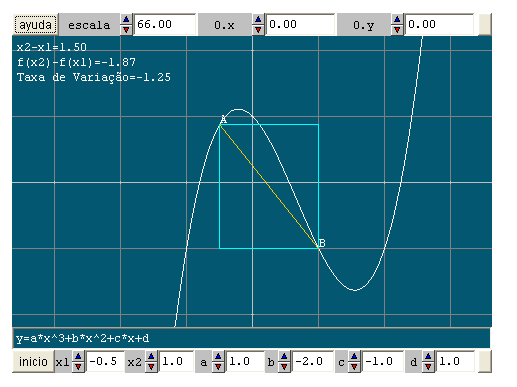 ayuda escala 66.00 0.x 0.00 0.y 0.00
x2-x1=1.50
f(x2)-f(x1)=-1.87
Taxa de Variação=-1.25
A
B
y=a*x^3+b*x^2+c*x+d
inicio x1 -0.5 x2 1.0 a 1.0 b -2.0 c -1.0 d 1.0